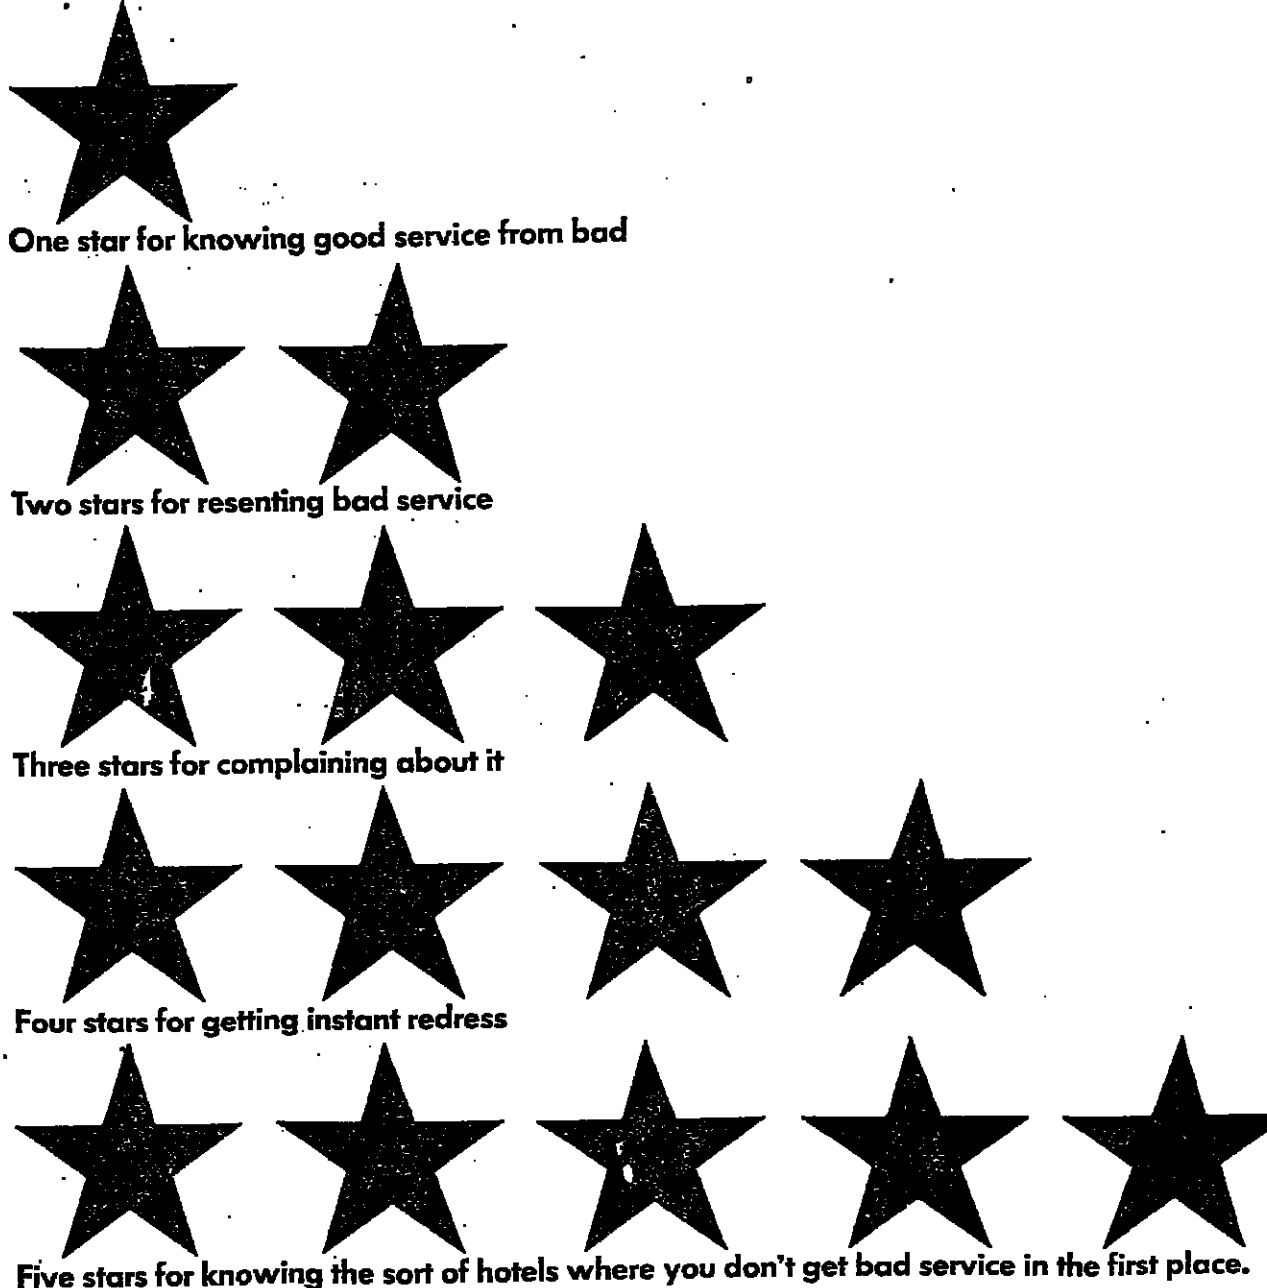 One star for knowing good service from bad
Two stars for resenting bad service
Three stars for complaining about it
Four stars for getting instant redress
Five stars for knowing the sort of hotels where you don't get bad service in the first place.